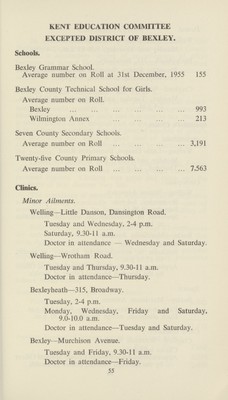 KENT EDUCATION COMMITTEE
EXCEPTED DISTRICT OF BEXLEY.
Schools.
Bexley Grammar School.
Average number on Roll at 31st December, 1955 155
Bexley County Technical School for Girls.
Average number on Roll.
Bexley ... ... ... ... ... 993
Wilmington Annex ... ... ... ... 213
Seven County Secondary Schools.
Average number on Roll ... ... ... ... 3,191
Twenty-five County Primary Schools.
Average number on Roll ... ... ... ... 7,563
Clinics.
Minor Ailments.
Welling—Little Danson, Dansington Road.
Tuesday and Wednesday, 2-4 p.m.
Saturday, 9.30-11 a.m.
Doctor in attendance — Wednesday and Saturday.
Welling—Wrotham Road.
Tuesday and Thursday, 9.30-11 a.m.
Doctor in attendance—Thursday.
Bexleyheath—315, Broadway.
Tuesday, 2-4 p.m.
Monday, Wednesday, Friday and Saturday,
9.0-10.0 a.m.
Doctor in attendance—Tuesday and Saturday.
Bexley—Murchison Avenue.
Tuesday and Friday, 9.30-11 a.m.
Doctor in attendance—Friday.
55